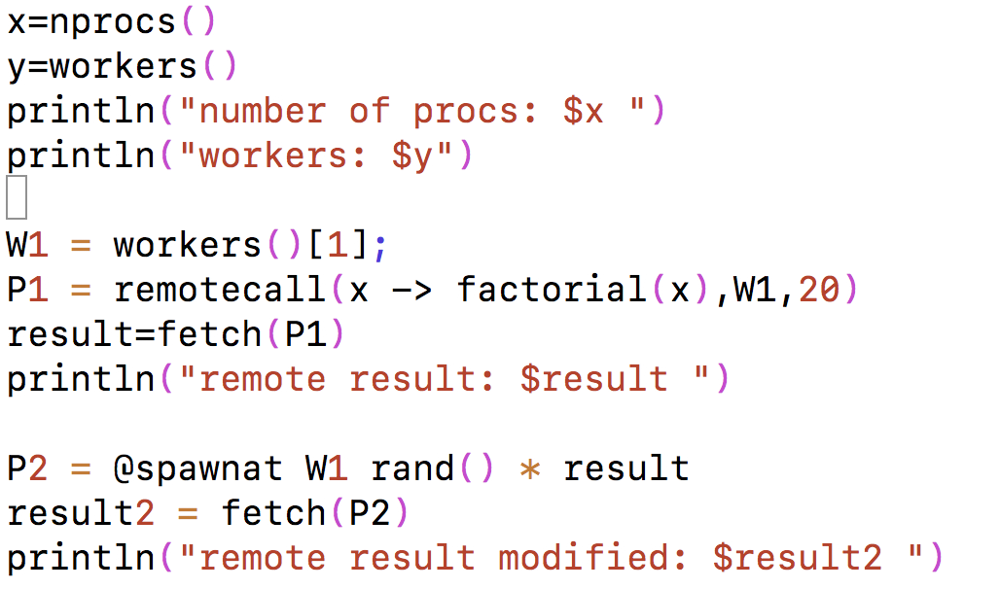 x=nprocs()
y=workers()
println("number of procs: $x ")
println("workers: $y")
W1 = workers()[1];
P1 = remotecall(x -> factorial(x),W1,20)
result=fetch(P1)
println("remote result: $result ")
P2 = @spawnat W1 rand() * result
result2 = fetch(P2)
println("remote result modified: $result2 ")